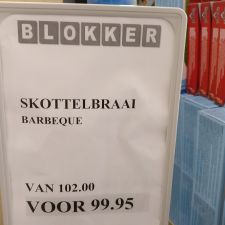 BLOKKER
SKOTTELBRAAI
BARBEQUE
VAN 102.00
VOOR 99.95